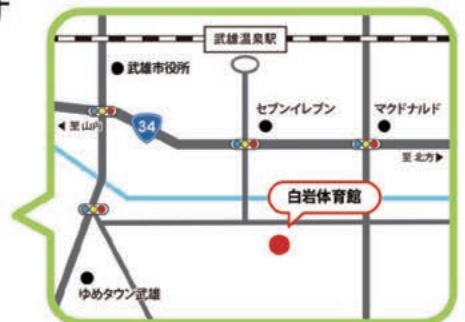 武雄温泉駅
武雄市役所
セブンイレブン
マクドナルド
◀至山内
34
至北方▶
白岩体育館
ゆめタウン武雄